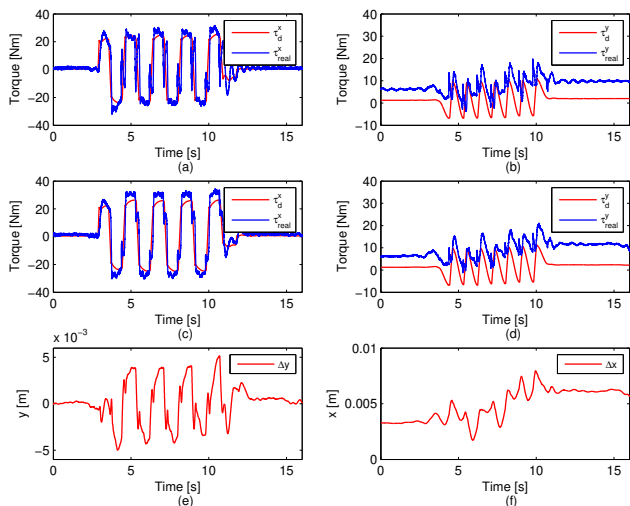 40
20
0
−20
−40
Torque [Nm]
τ_d^x
τ_real^x
0 5 10 15
Time [s]
(a)
40
30
20
10
0
−10
Torque [Nm]
τ_d^y
τ_real^y
0 5 10 15
Time [s]
(b)
40
20
0
−20
−40
Torque [Nm]
τ_d^x
τ_real^x
0 5 10 15
Time [s]
(c)
40
30
20
10
0
−10
Torque [Nm]
τ_d^y
τ_real^y
0 5 10 15
Time [s]
(d)
x 10⁻³
5
0
−5
y [m]
Δy
0 5 10 15
Time [s]
(e)
0.01
0.005
0
x [m]
Δx
0 5 10 15
Time [s]
(f)